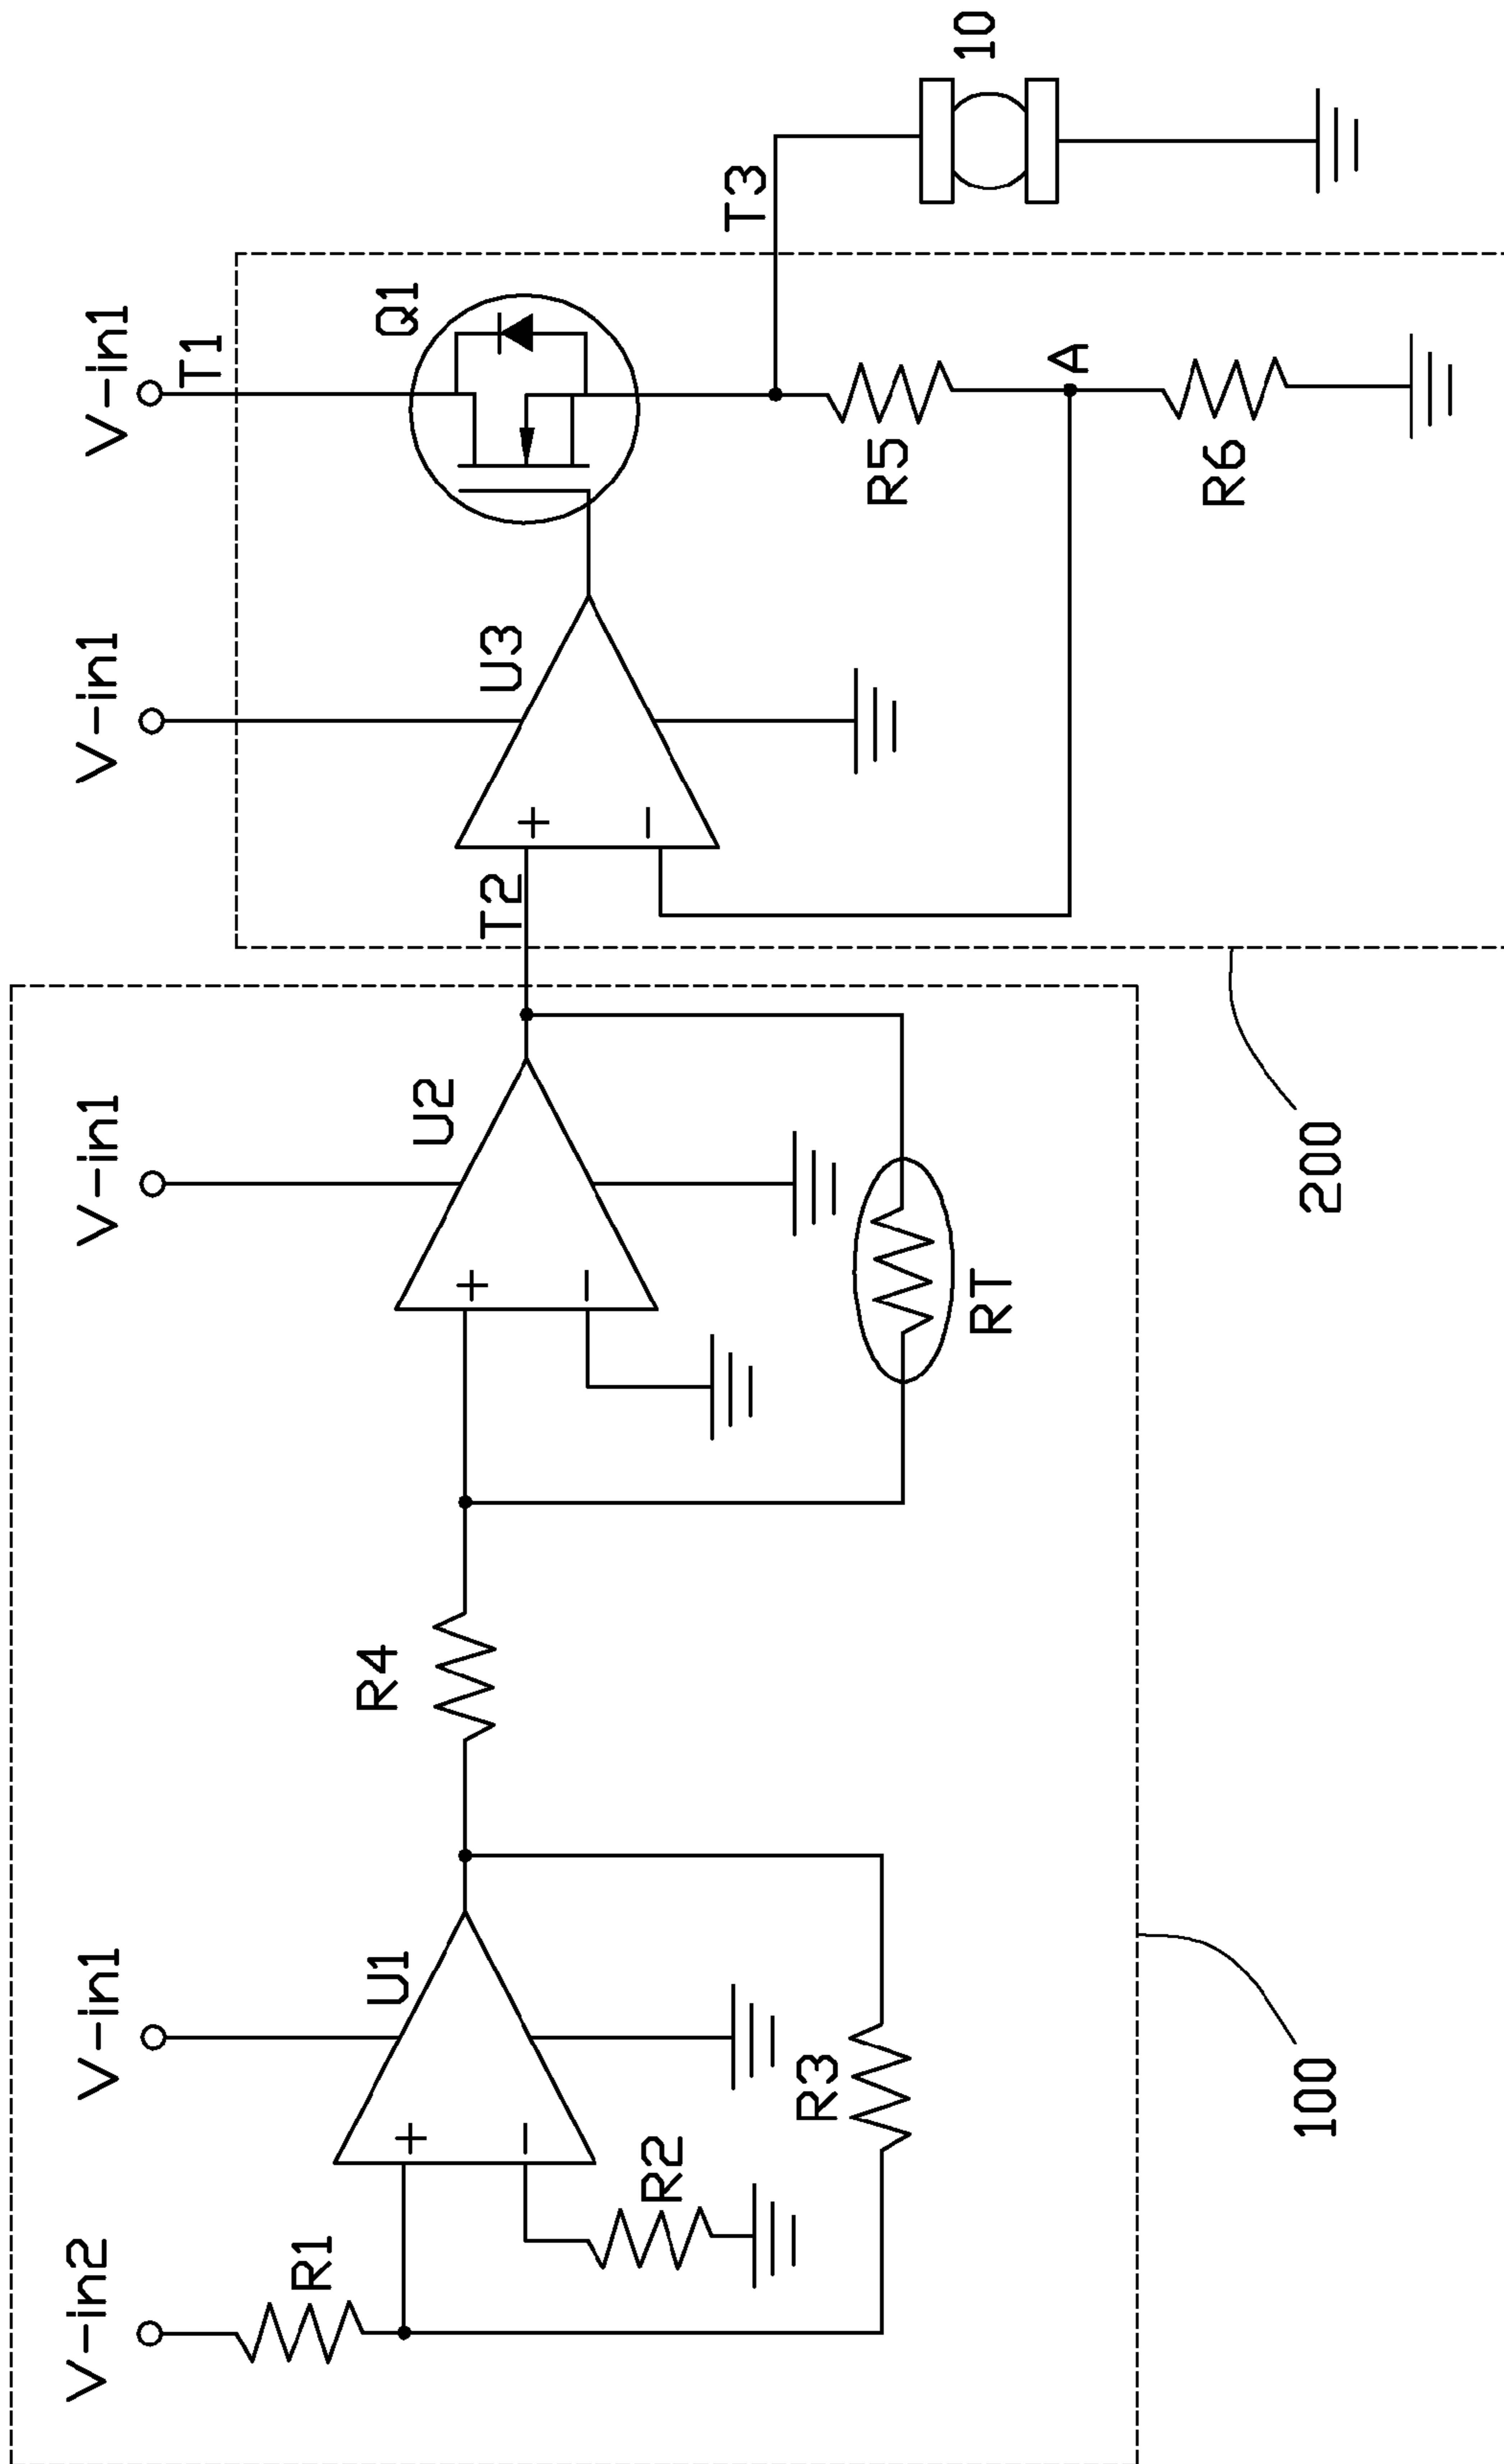 V-in2
R1
R2
V-in1
U1
R3
R4
V-in1
U2
RT
T2
V-in1
U3
V-in1
T1
Q1
T3
R5
A
R6
10
100
200
+
−
+
−
+
−